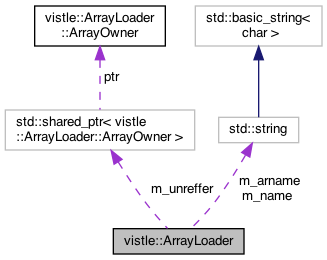 vistle::ArrayLoader
::ArrayOwner
std::basic_string<
char >
ptr
std::shared_ptr< vistle
::ArrayLoader::ArrayOwner >
std::string
m_unreffer
m_arname
m_name
vistle::ArrayLoader